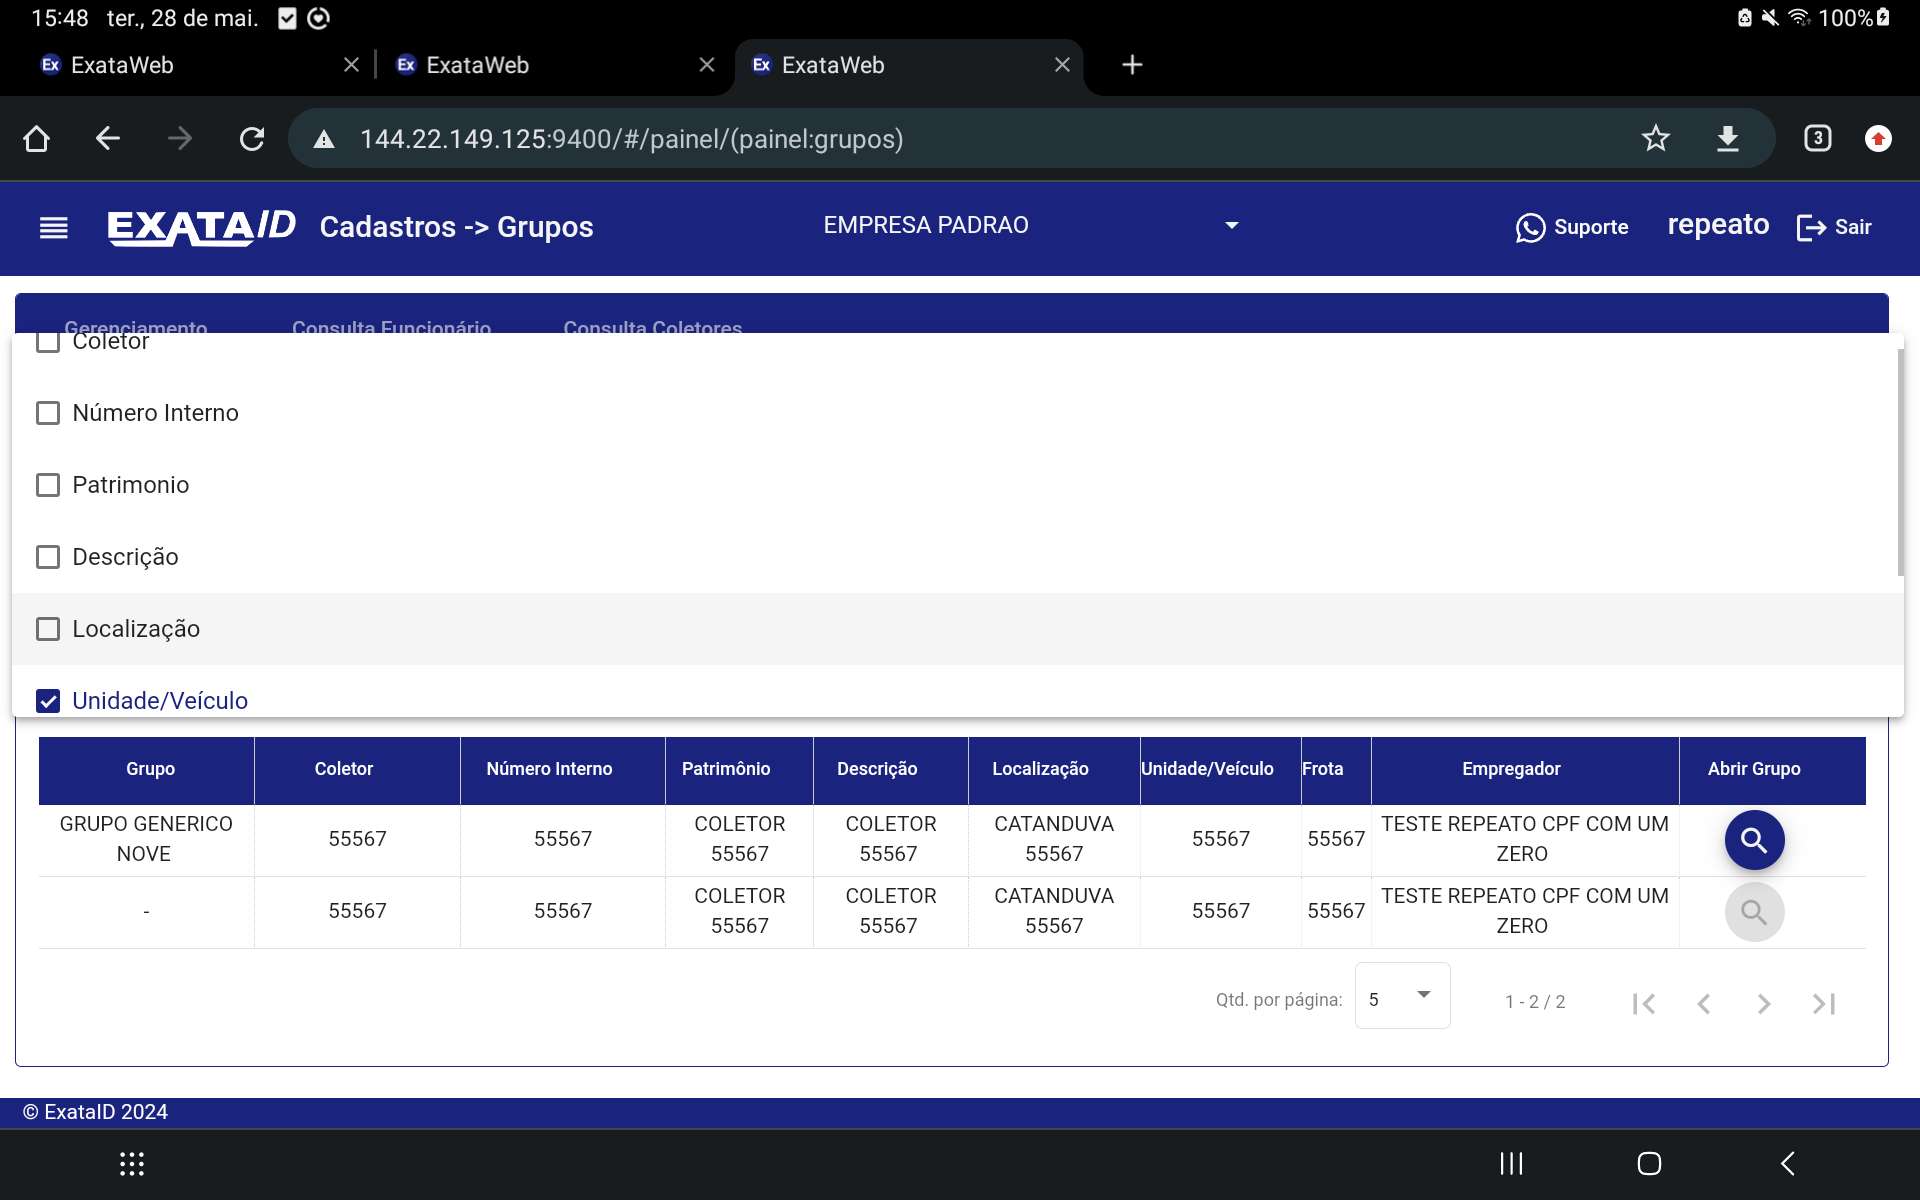 15:48 ter., 28 de mai. 100%
Ex ExataWeb Ex ExataWeb Ex ExataWeb
144.22.149.125:9400/#/painel/(painel:grupos) 3
EXATAID Cadastros -> Grupos EMPRESA PADRAO Suporte repeato Sair
Gerenciamento Consulta Funcionário Consulta Coletores
Coletor
Número Interno
Patrimonio
Descrição
Localização
Unidade/Veículo
Grupo Coletor Número Interno Patrimônio Descrição Localização Unidade/Veículo Frota Empregador Abrir Grupo
GRUPO GENERICO NOVE 55567 55567 COLETOR 55567 COLETOR 55567 CATANDUVA 55567 55567 55567 TESTE REPEATO CPF COM UM ZERO
- 55567 55567 COLETOR 55567 COLETOR 55567 CATANDUVA 55567 55567 55567 TESTE REPEATO CPF COM UM ZERO
Qtd. por página: 5 1 - 2 / 2
© ExataID 2024